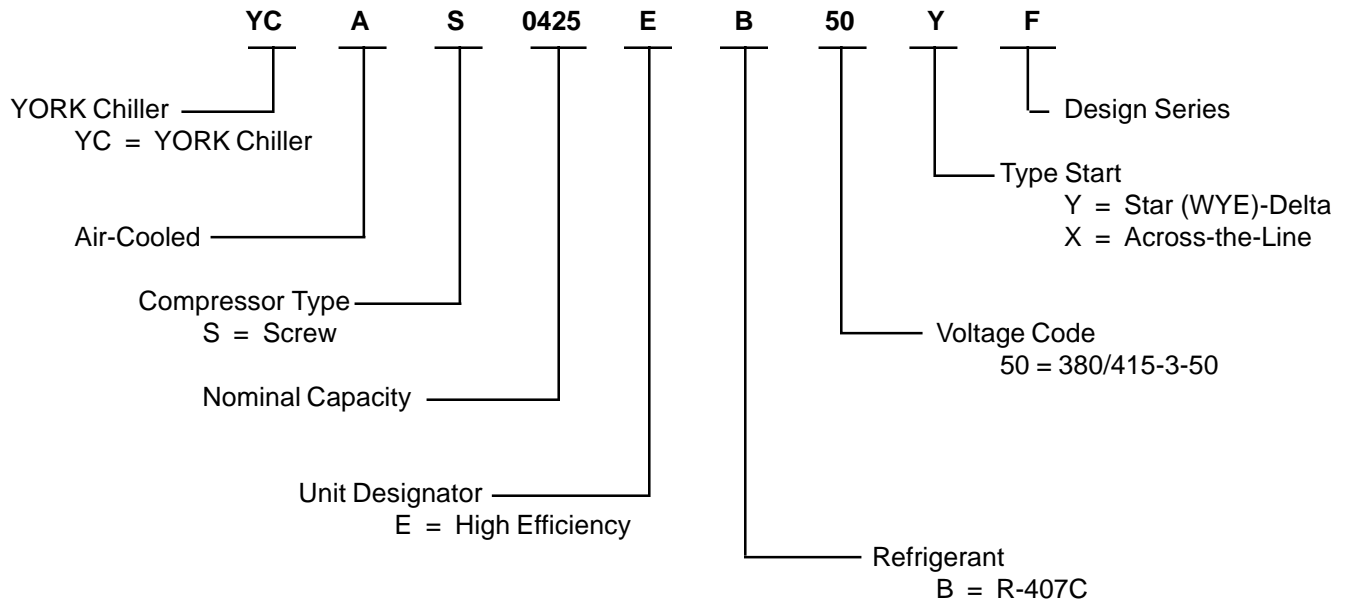 YC A S 0425 E B 50 Y F
YORK Chiller
YC = YORK Chiller
Design Series
Type Start
Y = Star (WYE)-Delta
X = Across-the-Line
Air-Cooled
Compressor Type
S = Screw
Voltage Code
50 = 380/415-3-50
Nominal Capacity
Unit Designator
E = High Efficiency
Refrigerant
B = R-407C